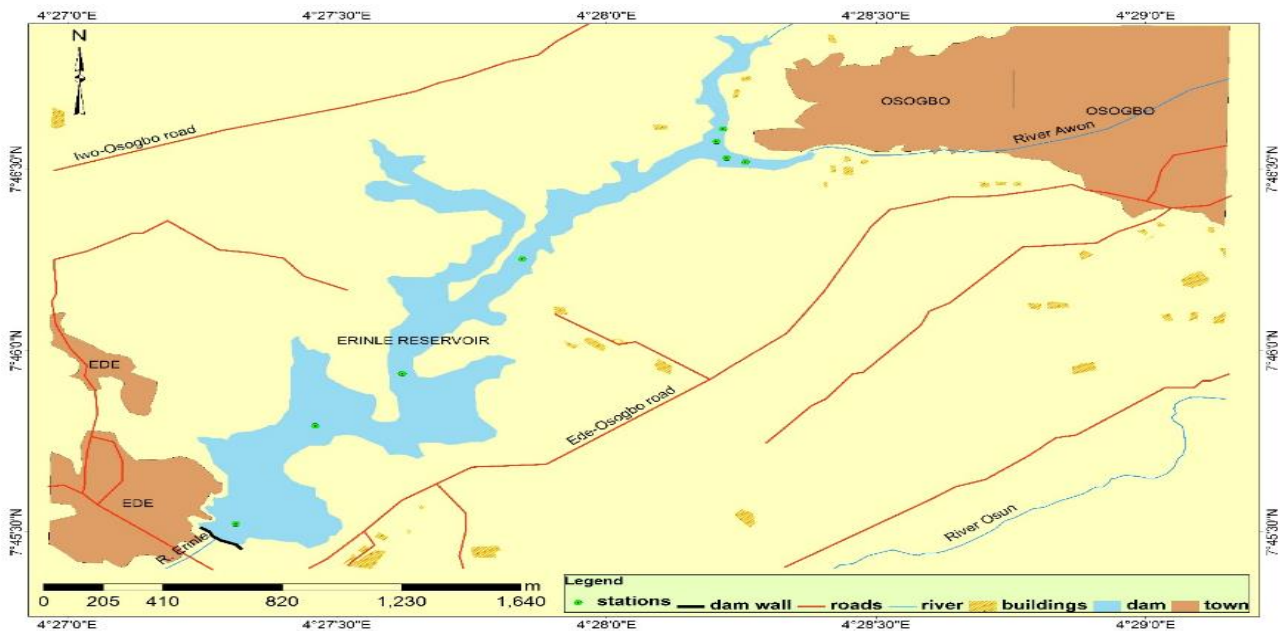 4°27'0"E 4°27'30"E 4°28'0"E 4°28'30"E 4°29'0"E
N
OSOGBO
OSOGBO
River Awon
Iwo-Osogbo road
7°46'30"N
7°46'30"N
ERINLE RESERVOIR
7°46'0"N
7°46'0"N
EDE
Ede-Osogbo road
EDE
River Osun
7°45'30"N
7°45'30"N
R. Erinle
0 205 410 820 1,230 1,640 m
Legend
stations dam wall roads river buildings dam town
4°27'0"E 4°27'30"E 4°28'0"E 4°28'30"E 4°29'0"E